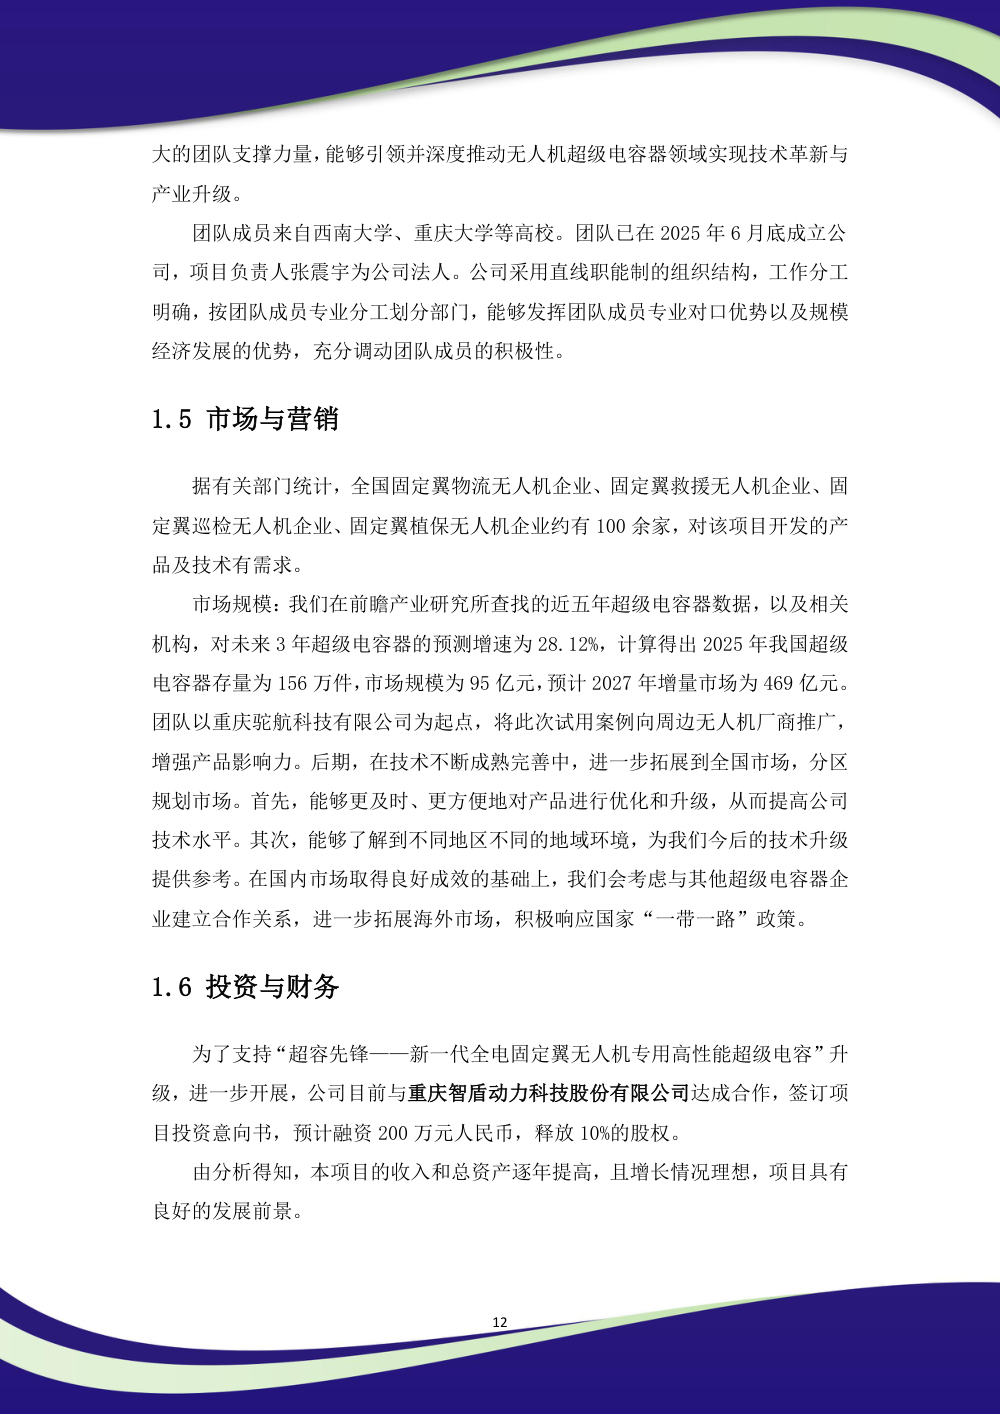 大的团队支撑力量，能够引领并深度推动无人机超级电容器领域实现技术革新与
产业升级。
团队成员来自西南大学、重庆大学等高校。团队已在 2025 年 6 月底成立公
司，项目负责人张震宇为公司法人。公司采用直线职能制的组织结构，工作分工
明确，按团队成员专业分工划分部门，能够发挥团队成员专业对口优势以及规模
经济发展的优势，充分调动团队成员的积极性。
1.5 市场与营销
据有关部门统计，全国固定翼物流无人机企业、固定翼救援无人机企业、固
定翼巡检无人机企业、固定翼植保无人机企业约有 100 余家，对该项目开发的产
品及技术有需求。
市场规模：我们在前瞻产业研究所查找的近五年超级电容器数据，以及相关
机构，对未来 3 年超级电容器的预测增速为 28.12%，计算得出 2025 年我国超级
电容器存量为 156 万件，市场规模为 95 亿元，预计 2027 年增量市场为 469 亿元。
团队以重庆驼航科技有限公司为起点，将此次试用案例向周边无人机厂商推广，
增强产品影响力。后期，在技术不断成熟完善中，进一步拓展到全国市场，分区
规划市场。首先，能够更及时、更方便地对产品进行优化和升级，从而提高公司
技术水平。其次，能够了解到不同地区不同的地域环境，为我们今后的技术升级
提供参考。在国内市场取得良好成效的基础上，我们会考虑与其他超级电容器企
业建立合作关系，进一步拓展海外市场，积极响应国家“一带一路”政策。
1.6 投资与财务
为了支持“超容先锋——新一代全电固定翼无人机专用高性能超级电容”升
级，进一步开展，公司目前与重庆智盾动力科技股份有限公司达成合作，签订项
目投资意向书，预计融资 200 万元人民币，释放 10%的股权。
由分析得知，本项目的收入和总资产逐年提高，且增长情况理想，项目具有
良好的发展前景。
12